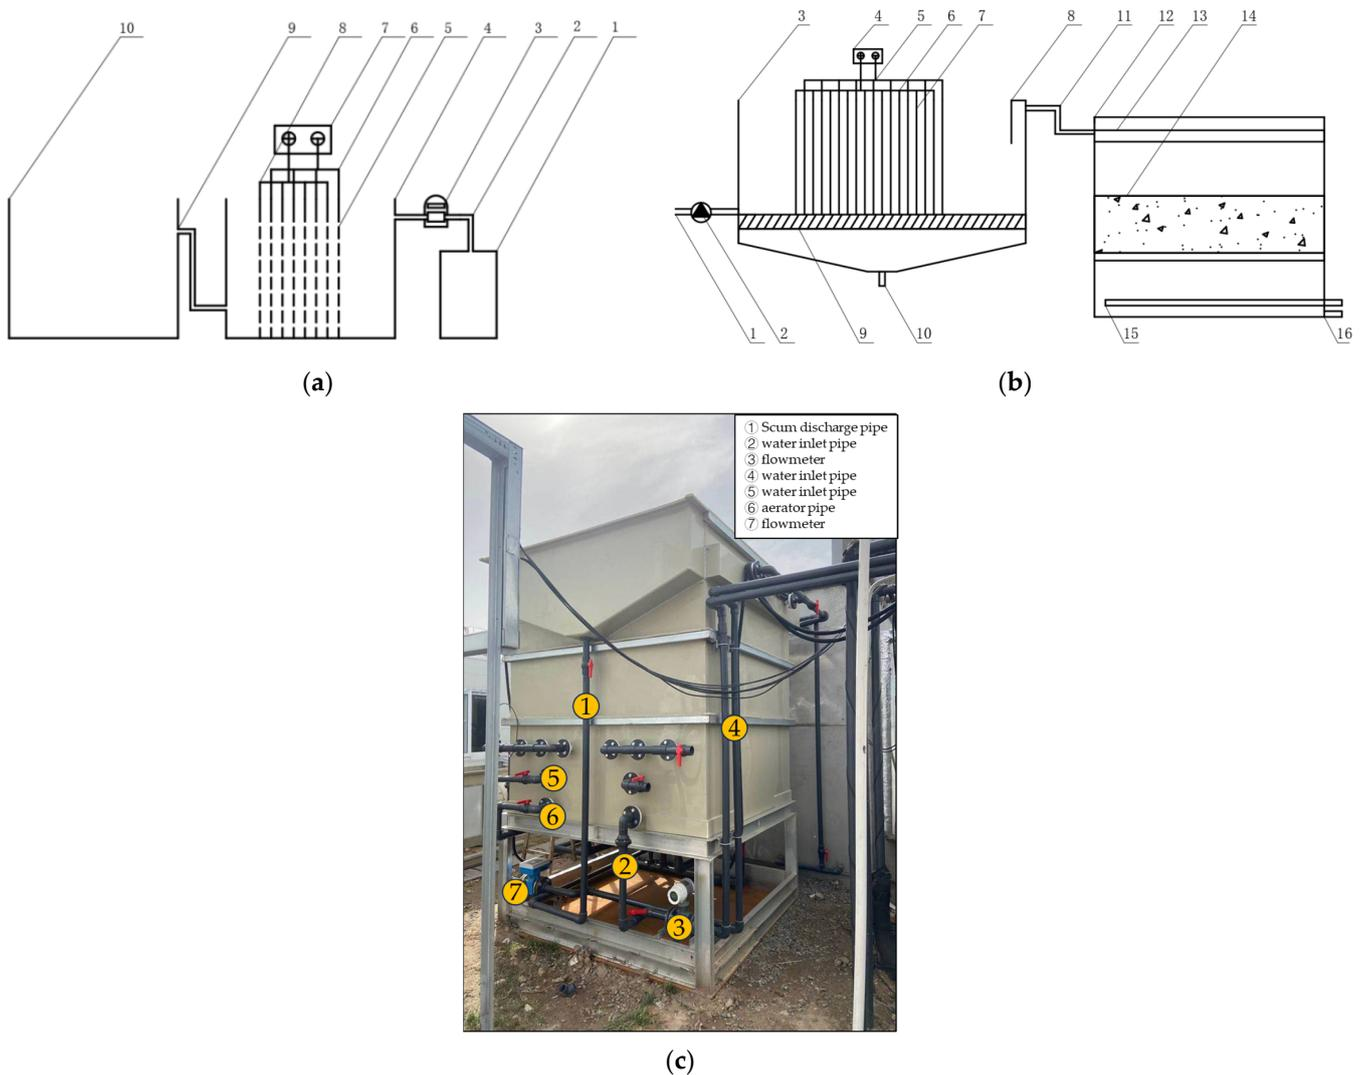 10 9 8 7 6 5 4 3 2 1
(a)
3 4 5 6 7 8 11 12 13 14
1 2 9 10 15 16
(b)
① Scum discharge pipe
② water inlet pipe
③ flowmeter
④ water inlet pipe
⑤ water inlet pipe
⑥ aerator pipe
⑦ flowmeter
1
4
5
6
2
7
3
(c)